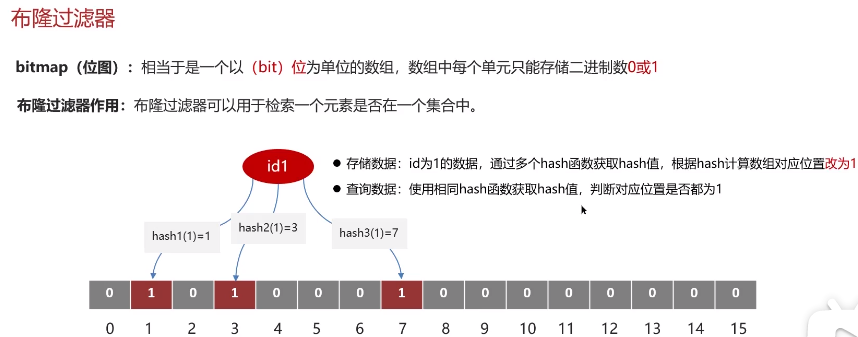 布隆过滤器
bitmap（位图）：相当于是一个以（bit）位为单位的数组，数组中每个单元只能存储二进制数0或1
布隆过滤器作用：布隆过滤器可以用于检索一个元素是否在一个集合中。
id1
● 存储数据：id为1的数据，通过多个hash函数获取hash值，根据hash计算数组对应位置改为1
● 查询数据：使用相同hash函数获取hash值，判断对应位置是否都为1
hash1(1)=1
hash2(1)=3
hash3(1)=7
0 1 0 1 0 0 0 1 0 0 0 0 0 0 0 0
0 1 2 3 4 5 6 7 8 9 10 11 12 13 14 15